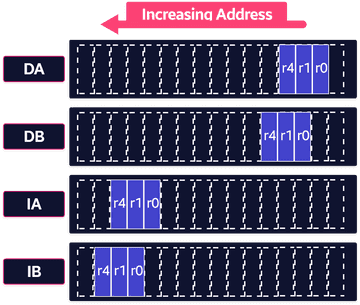 Increasing Address
DA
r4 r1 r0
DB
r4 r1 r0
IA
r4 r1 r0
IB
r4 r1 r0